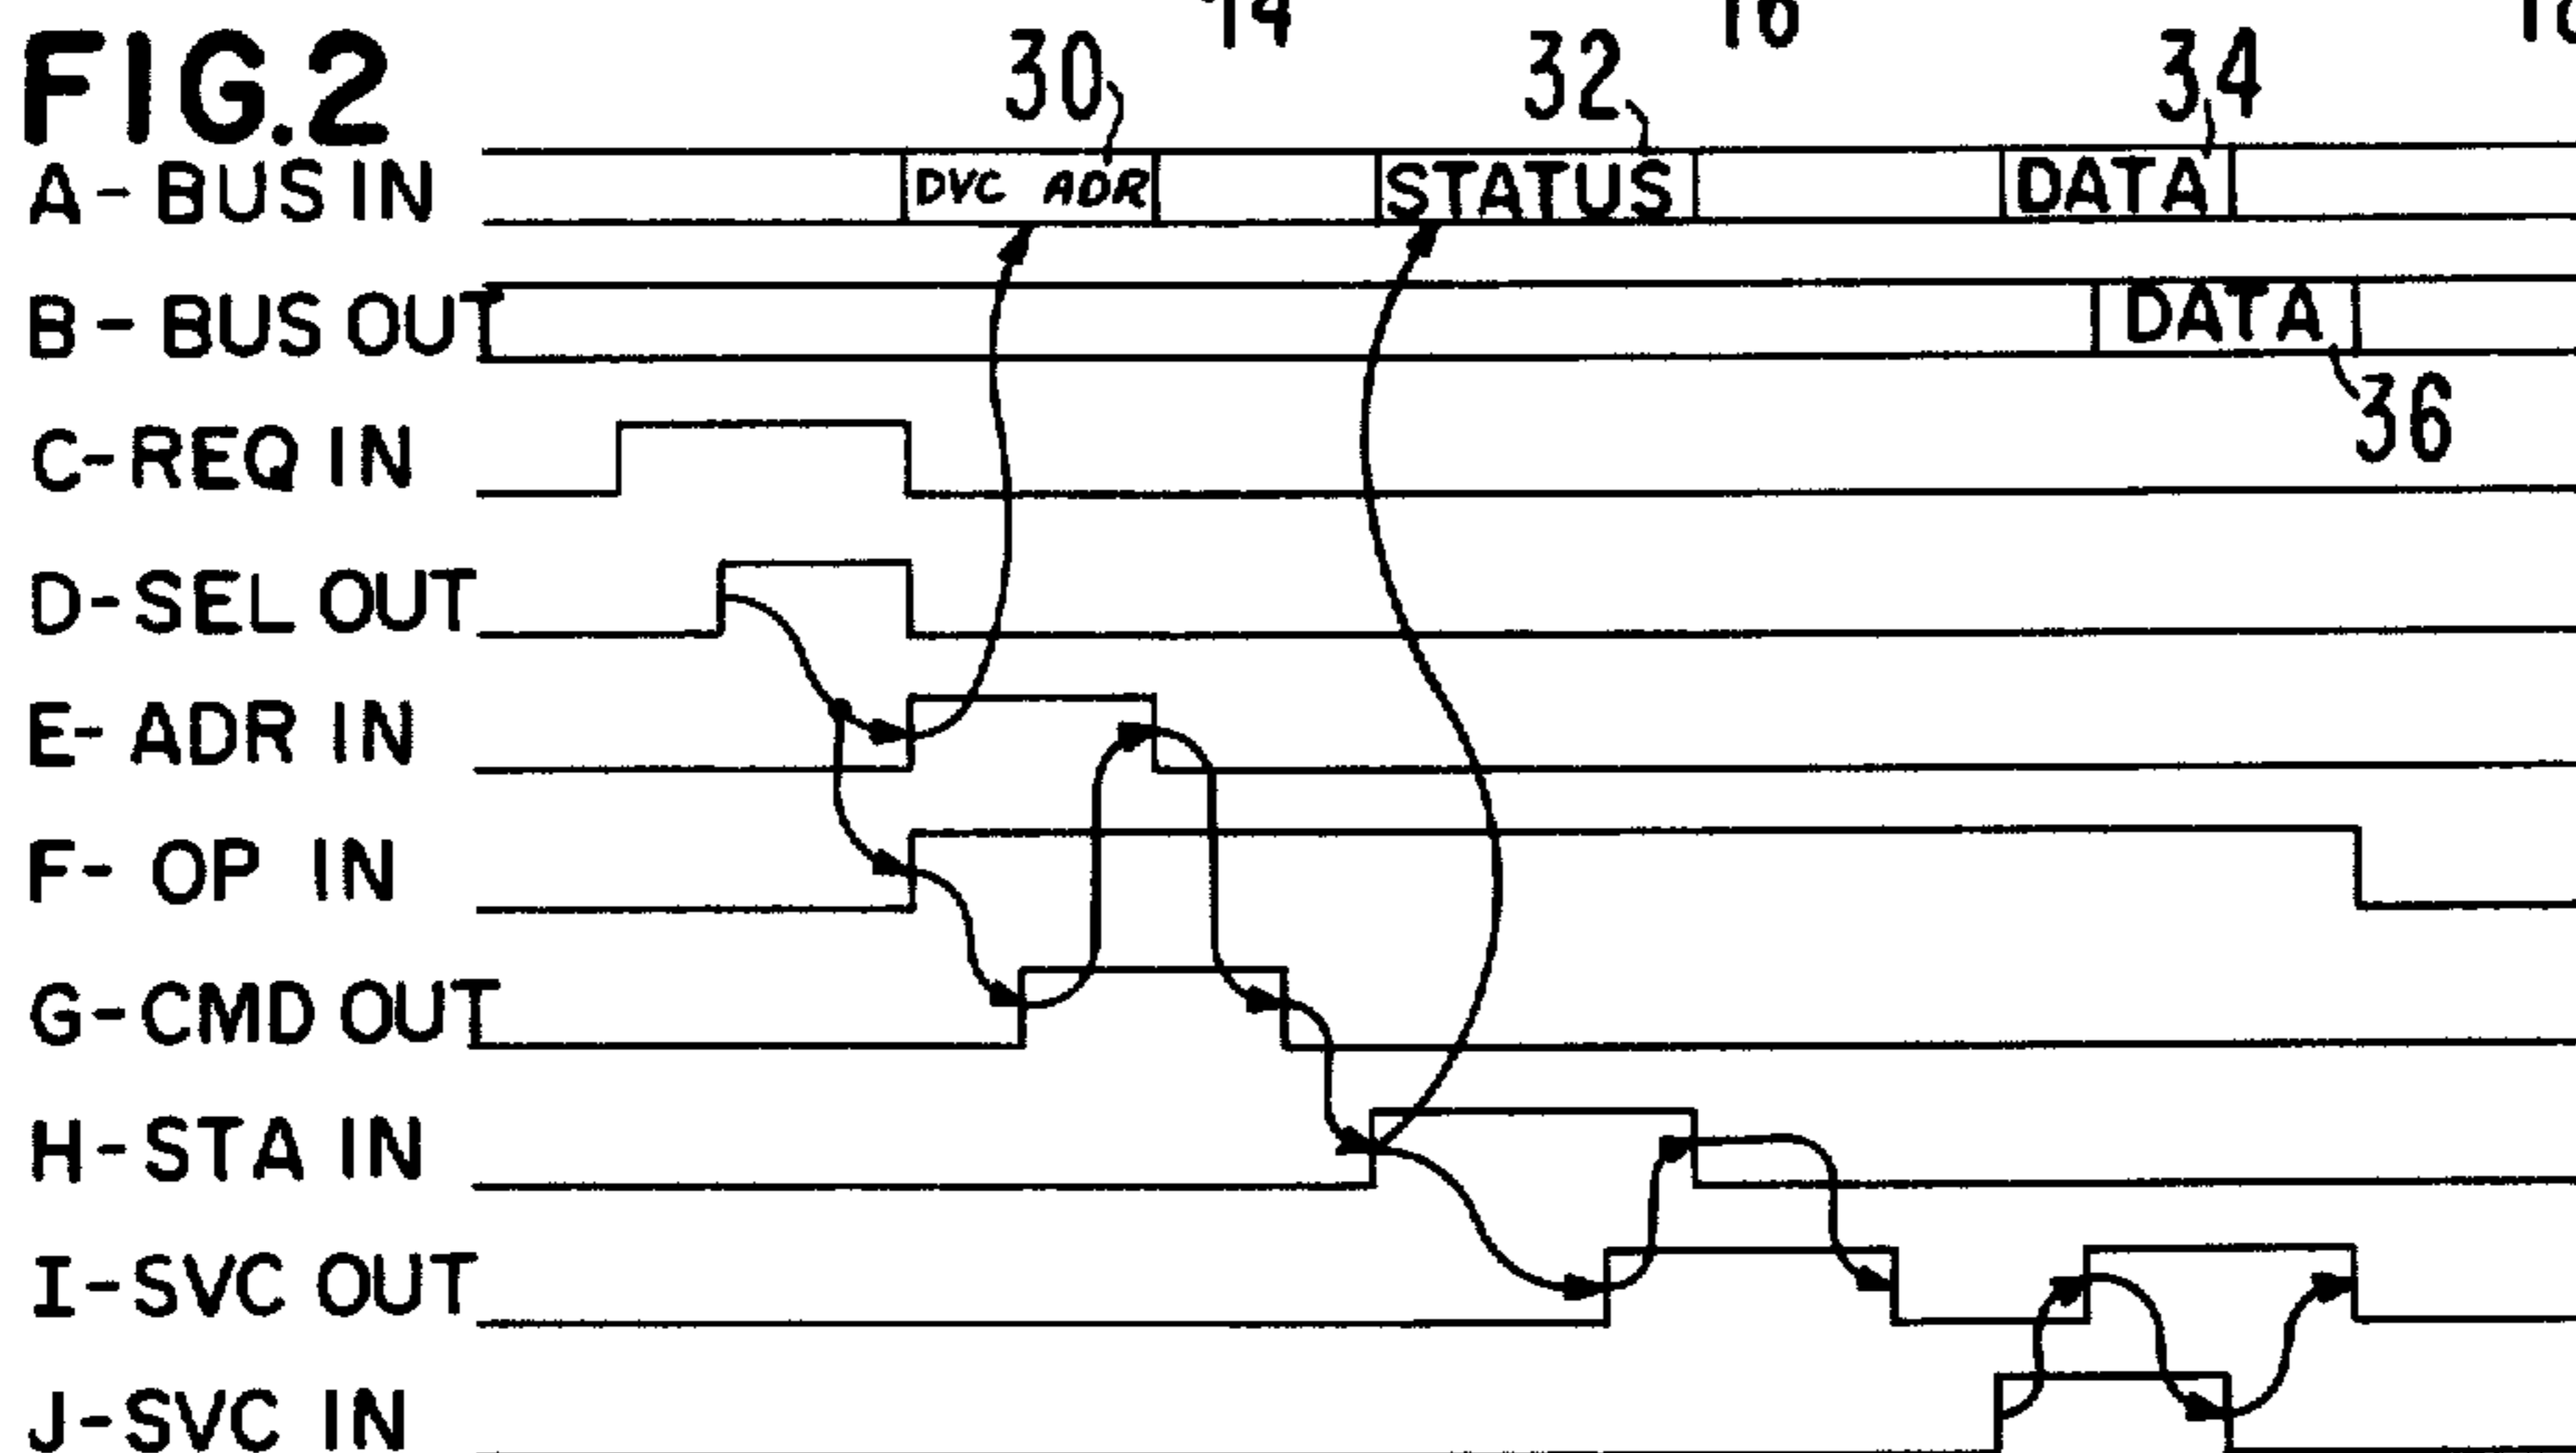 FIG.2
30 32 34
A-BUS IN DVC ADR STATUS DATA
B-BUS OUT DATA
36
C-REQ IN
D-SEL OUT
E-ADR IN
F-OP IN
G-CMD OUT
H-STA IN
I-SVC OUT
J-SVC IN